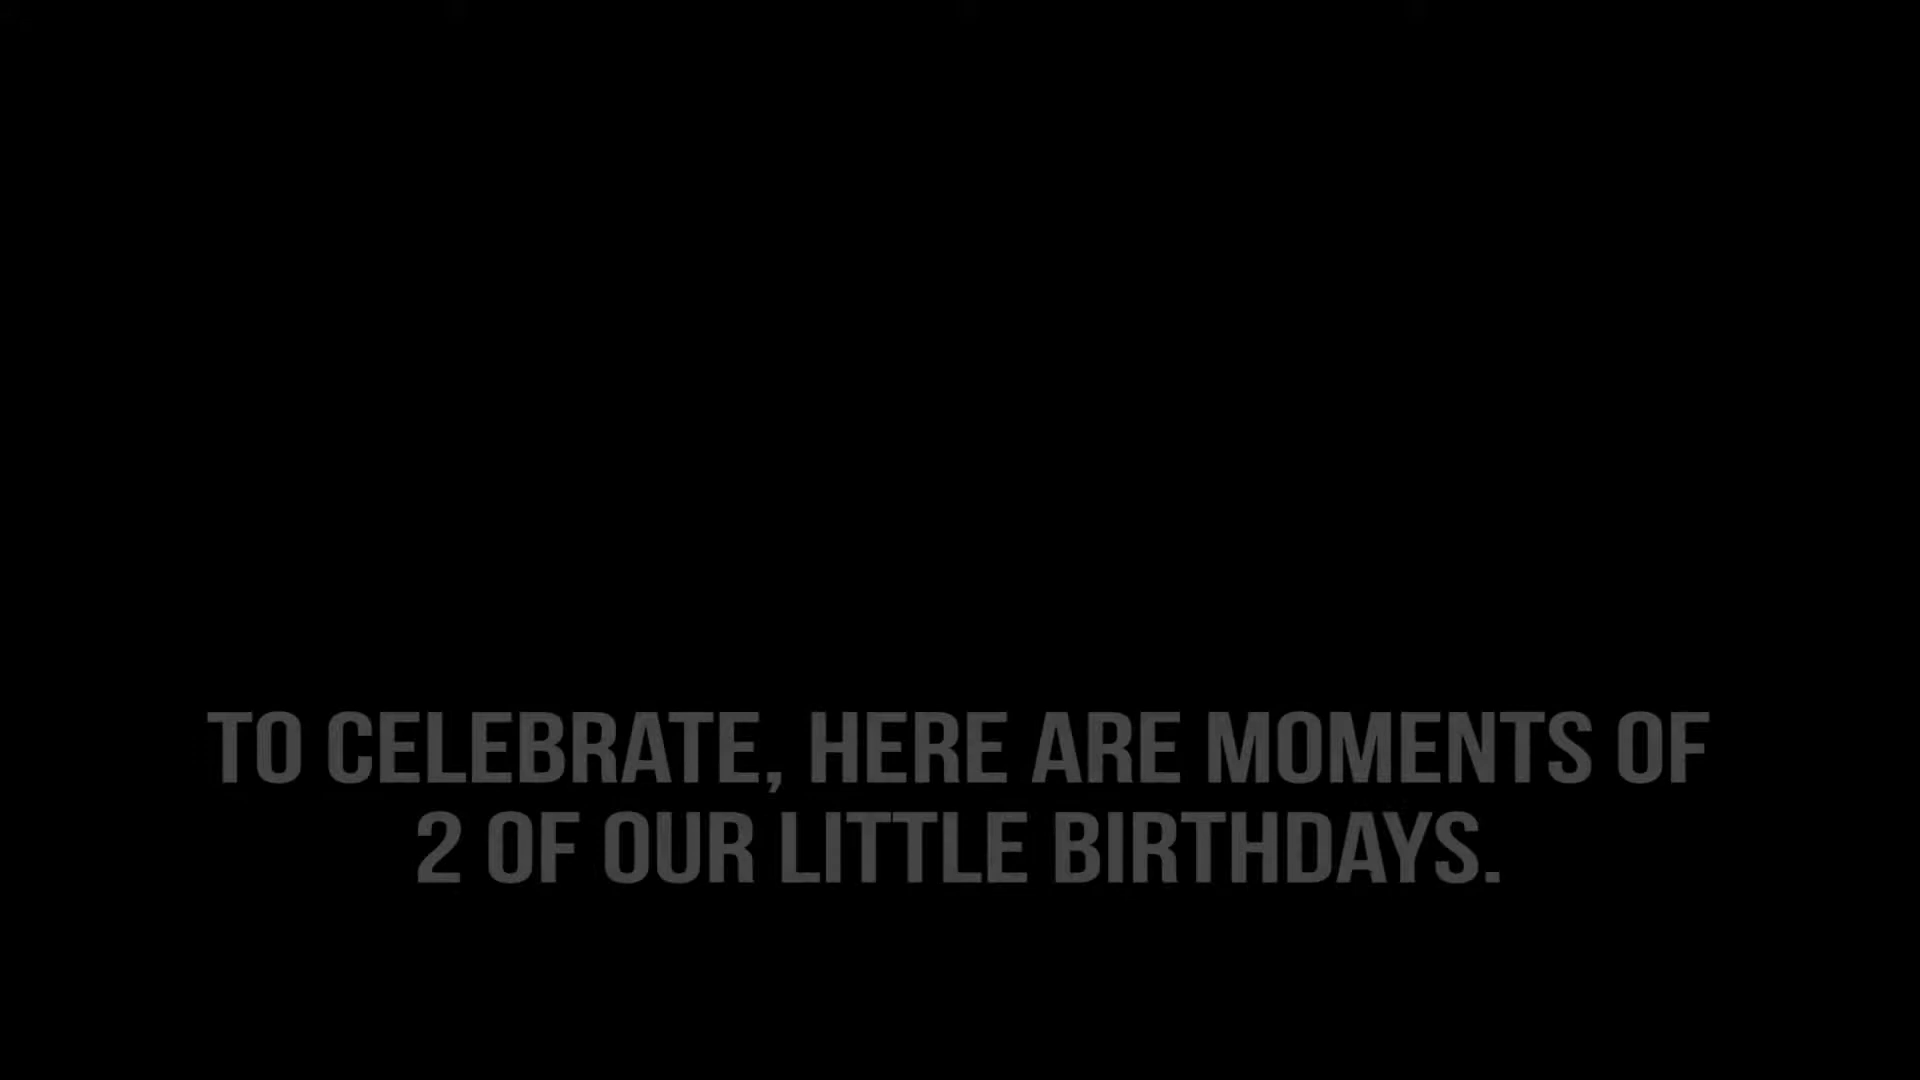 TO CELEBRATE, HERE ARE MOMENTS OF
2 OF OUR LITTLE BIRTHDAYS.